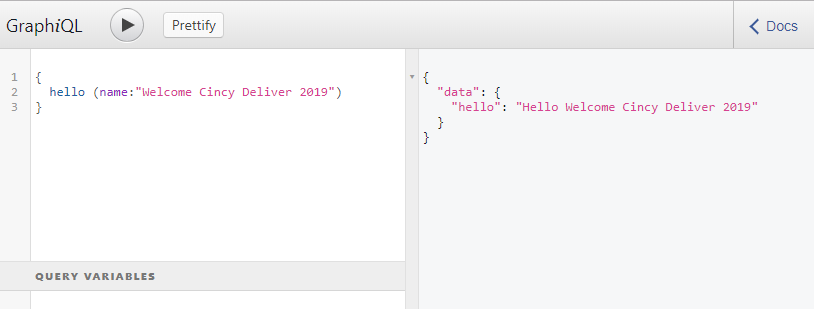 GraphiQL Prettify Docs
1 {
2 hello (name:"Welcome Cincy Deliver 2019")
3 }
QUERY VARIABLES
{
"data": {
"hello": "Hello Welcome Cincy Deliver 2019"
}
}